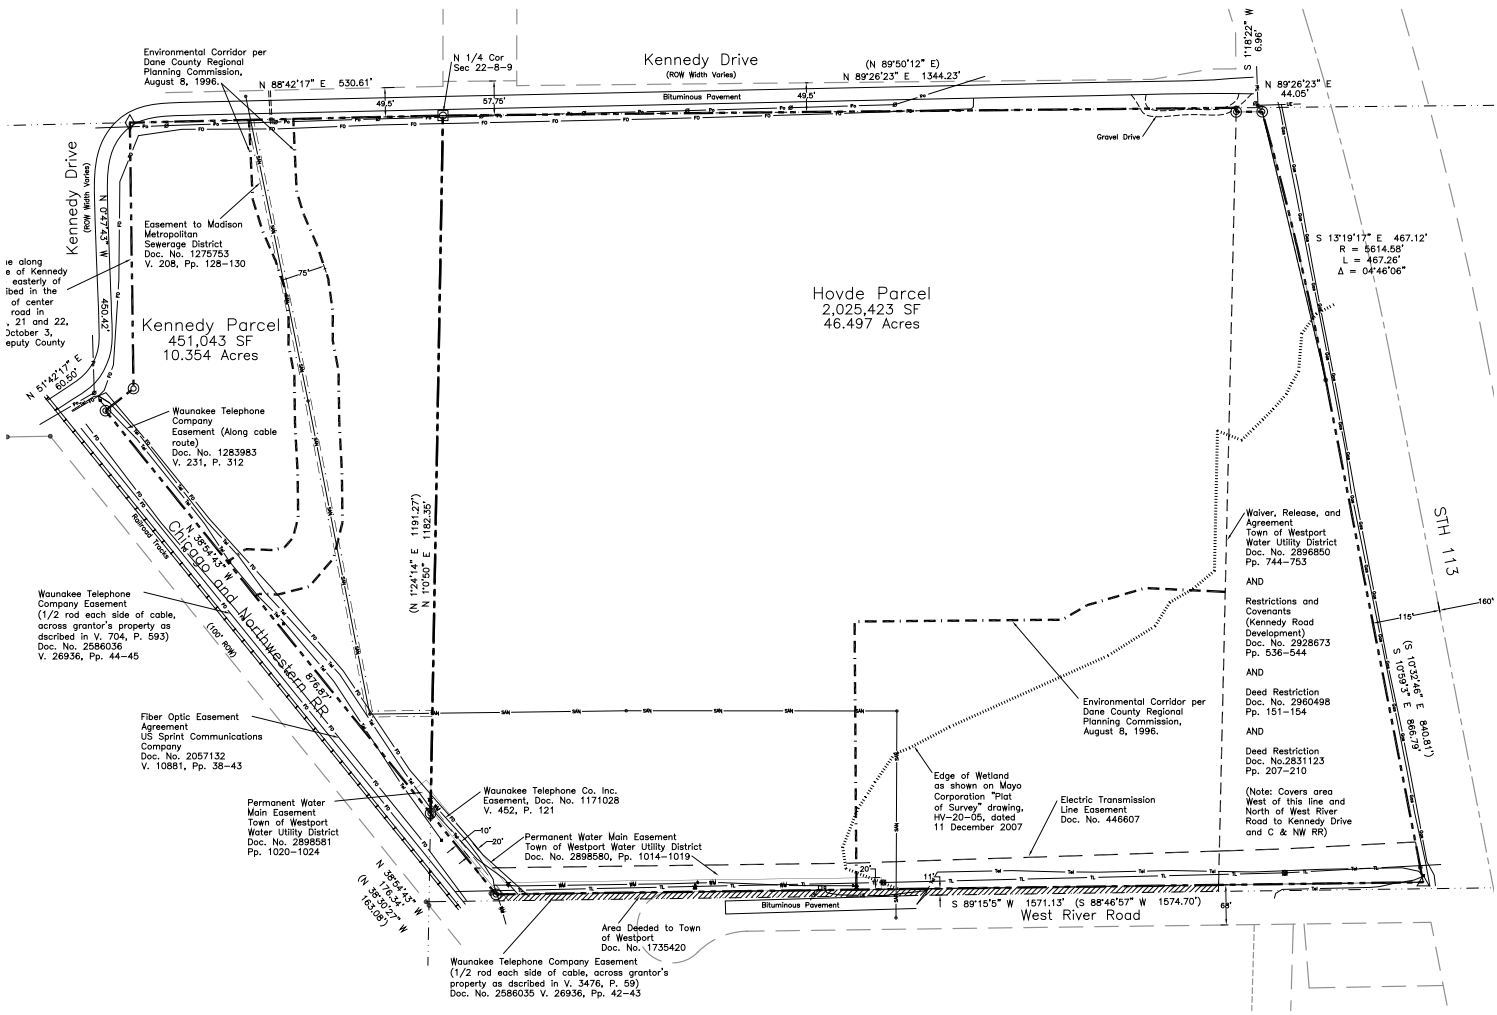 Environmental Corridor per
Dane County Regional
Planning Commission,
August 8, 1996.
N 88°42'17" E 530.61'
N 1/4 Cor
Sec 22-8-9
Kennedy Drive
(ROW Width Varies)
(N 89°50'12" E)
N 89°26'23" E 1344.23'
S 1°18'22" W
6.96'
N 89°26'23" E
44.05'
49.5'
57.75'
Bituminous Pavement
49.5'
Gravel Drive
Kennedy Drive
(ROW Width Varies)
N 0°47'43" W
450.42'
Easement to Madison
Metropolitan
Sewerage District
Doc. No. 1275753
V. 208, Pp. 128-130
75'
S 13°19'17" E 467.12'
R = 5614.58'
L = 467.26'
Δ = 04°46'06"
ne along
e of Kennedy
easterly of
ibed in the
of center
road in
, 21 and 22,
October 3,
eputy County
Kennedy Parcel
451,043 SF
10.354 Acres
Hovde Parcel
2,025,423 SF
46.497 Acres
N 51°42'17" E
60.50'
Waunakee Telephone
Company
Easement (Along cable
route)
Doc. No. 1283983
V. 231, P. 312
(N 1°24'14" E 1191.27')
N 1°0'50" E 1182.35'
Railroad Tracks
Chicago and Northwestern RR
N 38°54'43" W
876.87'
(100' ROW)
Waiver, Release, and
Agreement
Town of Westport
Water Utility District
Doc. No. 2896850
Pp. 744-753
AND
Restrictions and
Covenants
(Kennedy Road
Development)
Doc. No. 2928673
Pp. 536-544
AND
Deed Restriction
Doc. No. 2960498
Pp. 151-154
AND
Deed Restriction
Doc. No.2831123
Pp. 207-210
(Note: Covers area
West of this line and
North of West River
Road to Kennedy Drive
and C & NW RR)
STH 113
115'
160'
(S 10°32'46" E 840.81')
S 10°59'3" E 866.79'
Waunakee Telephone
Company Easement
(1/2 rod each side of cable,
across grantor's property as
dscribed in V. 704, P. 593)
Doc. No. 2586036
V. 26936, Pp. 44-45
Fiber Optic Easement
Agreement
US Sprint Communications
Company
Doc. No. 2057132
V. 10881, Pp. 38-43
Environmental Corridor per
Dane County Regional
Planning Commission,
August 8, 1996.
Permanent Water
Main Easement
Town of Westport
Water Utility District
Doc. No. 2898581
Pp. 1020-1024
Waunakee Telephone Co. Inc.
Easement, Doc. No. 1171028
V. 452, P. 121
10'
20'
Permanent Water Main Easement
Town of Westport Water Utility District
Doc. No. 2898580, Pp. 1014-1019
Edge of Wetland
as shown on Mayo
Corporation "Plat
of Survey" drawing,
HV-20-05, dated
11 December 2007
Electric Transmission
Line Easement
Doc. No. 446607
20'
11'
N 38°54'43" W
176.34'
(N 38°30'27" W
163.08')
Bituminous Pavement
S 89°15'5" W 1571.13' (S 88°46'57" W 1574.70')
West River Road
68'
Area Deeded to Town
of Westport
Doc. No. 1735420
Waunakee Telephone Company Easement
(1/2 rod each side of cable, across grantor's
property as dscribed in V. 3476, P. 59)
Doc. No. 2586035 V. 26936, Pp. 42-43